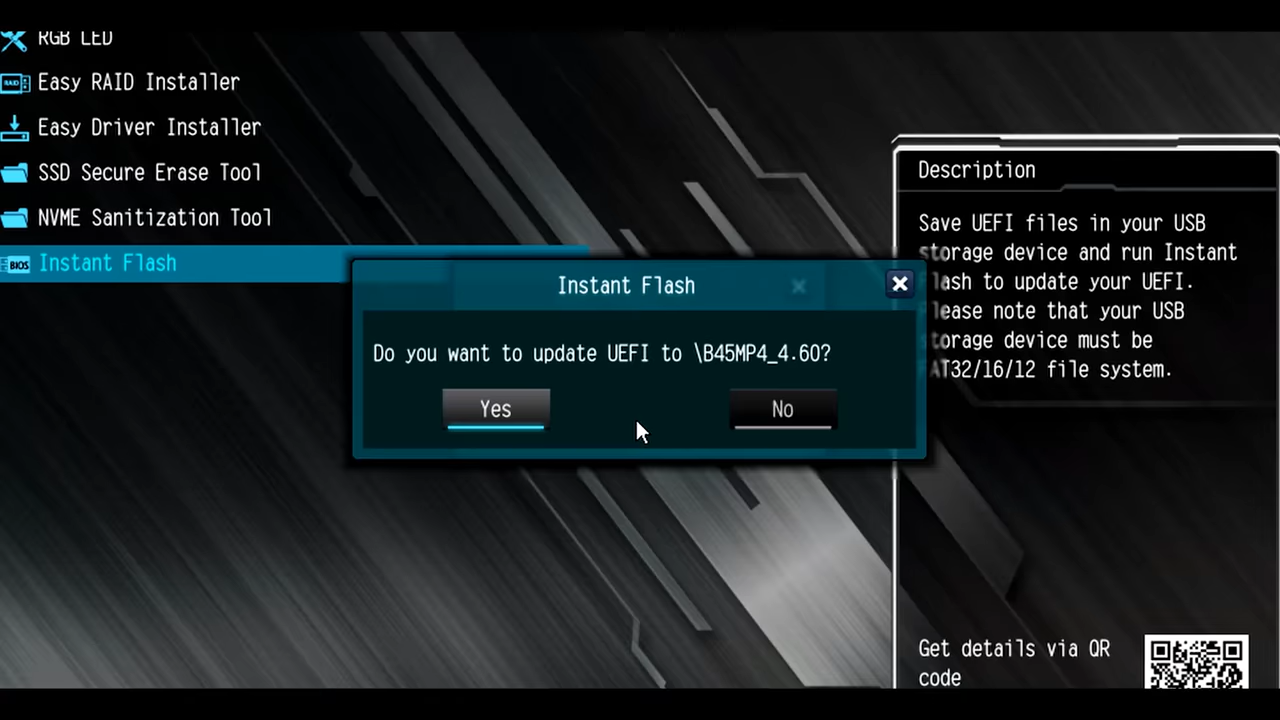 RGB LED
Easy RAID Installer
Easy Driver Installer
SSD Secure Erase Tool
NVME Sanitization Tool
BIOS
Instant Flash
Instant Flash
Do you want to update UEFI to \B45MP4_4.60?
Yes
No
Description
Save UEFI files in your USB
storage device and run Instant
lash to update your UEFI.
lease note that your USB
torage device must be
AT32/16/12 file system.
Get details via QR
code